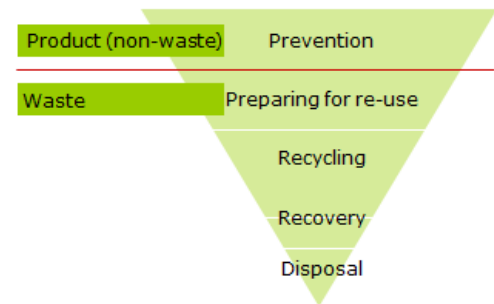 Product (non-waste) Prevention
Waste Preparing for re-use
Recycling
Recovery
Disposal